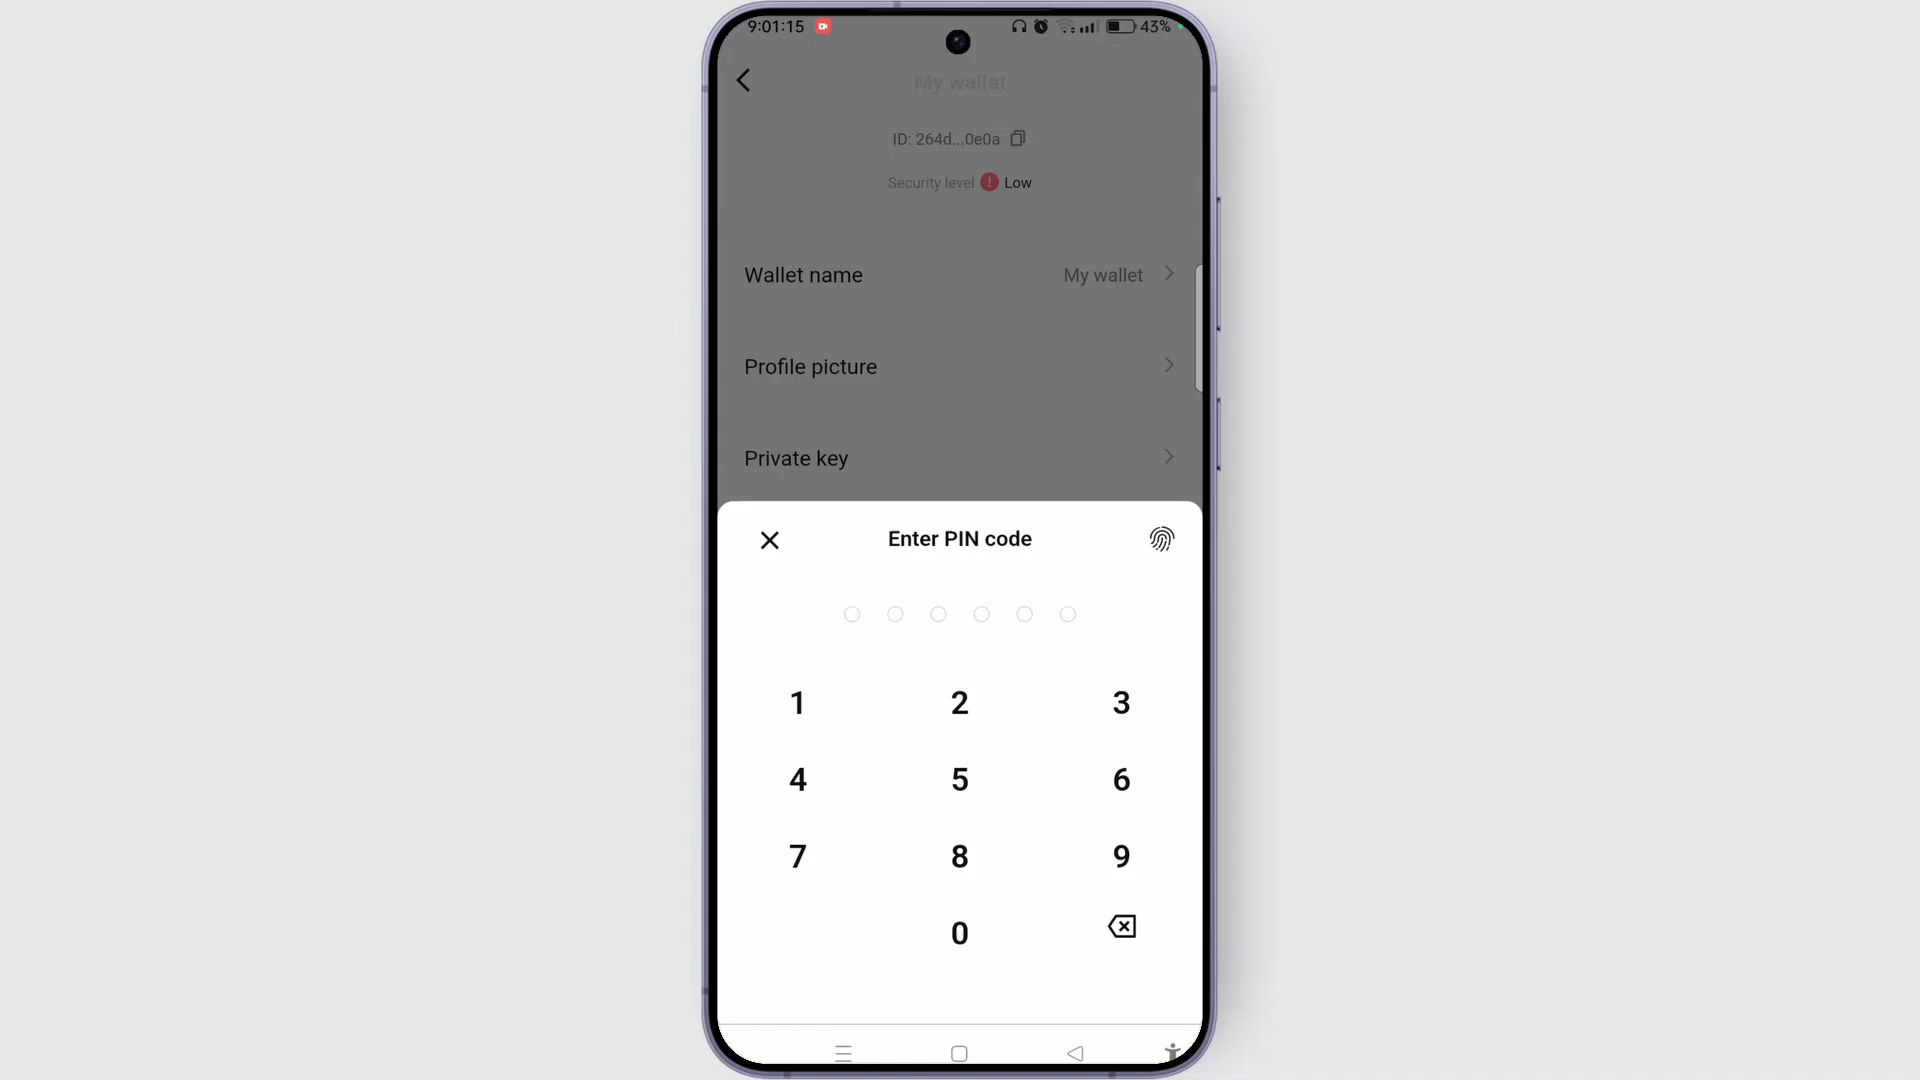 9:01:15 43%
My wallet
ID: 264d...0e0a
Security level ! Low
Wallet name My wallet
Profile picture
Private key
Enter PIN code
1 2 3
4 5 6
7 8 9
0